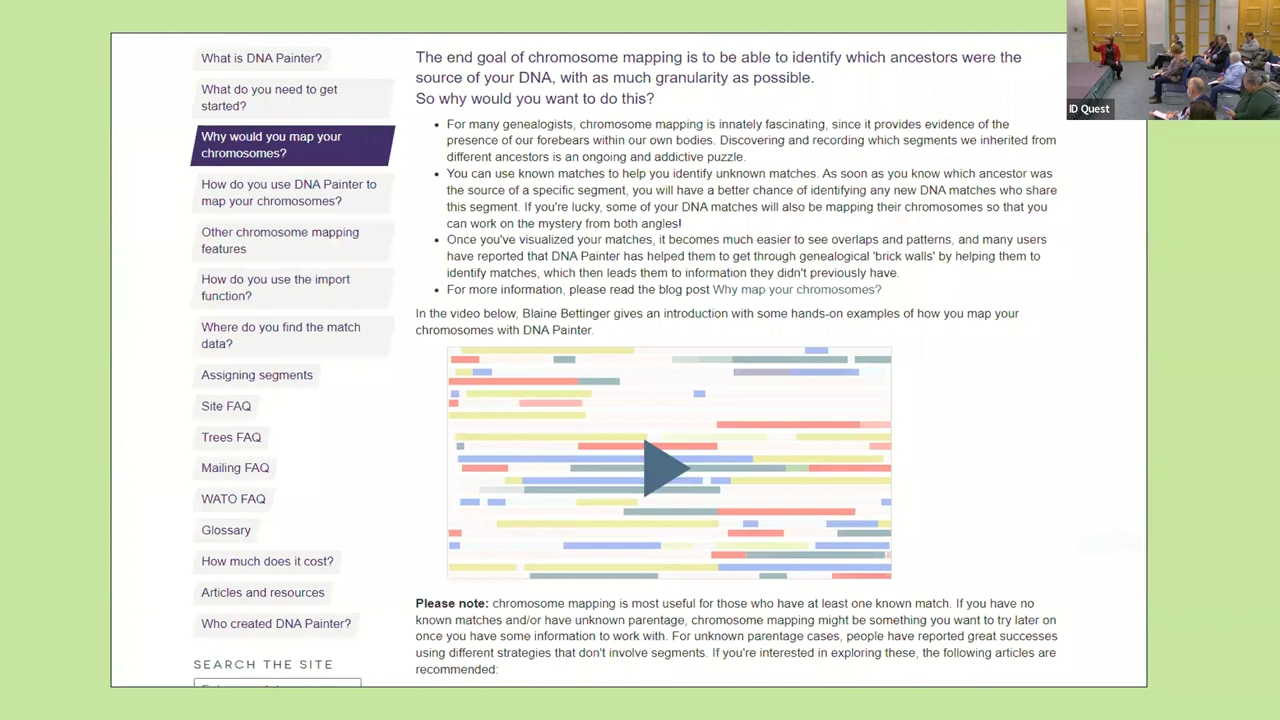 What is DNA Painter?
What do you need to get
started?
Why would you map your
chromosomes?
How do you use DNA Painter to
map your chromosomes?
Other chromosome mapping
features
How do you use the import
function?
Where do you find the match
data?
Assigning segments
Site FAQ
Trees FAQ
Mailing FAQ
WATO FAQ
Glossary
How much does it cost?
Articles and resources
Who created DNA Painter?
SEARCH THE SITE
The end goal of chromosome mapping is to be able to identify which ancestors were the
source of your DNA, with as much granularity as possible.
So why would you want to do this?
• For many genealogists, chromosome mapping is innately fascinating, since it provides evidence of the
presence of our forebears within our own bodies. Discovering and recording which segments we inherited from
different ancestors is an ongoing and addictive puzzle.
• You can use known matches to help you identify unknown matches. As soon as you know which ancestor was
the source of a specific segment, you will have a better chance of identifying any new DNA matches who share
this segment. If you're lucky, some of your DNA matches will also be mapping their chromosomes so that you
can work on the mystery from both angles!
• Once you've visualized your matches, it becomes much easier to see overlaps and patterns, and many users
have reported that DNA Painter has helped them to get through genealogical 'brick walls' by helping them to
identify matches, which then leads them to information they didn't previously have.
• For more information, please read the blog post Why map your chromosomes?
In the video below, Blaine Bettinger gives an introduction with some hands-on examples of how you map your
chromosomes with DNA Painter.
Please note: chromosome mapping is most useful for those who have at least one known match. If you have no
known matches and/or have unknown parentage, chromosome mapping might be something you want to try later on
once you have some information to work with. For unknown parentage cases, people have reported great successes
using different strategies that don't involve segments. If you're interested in exploring these, the following articles are
recommended:
ID Quest